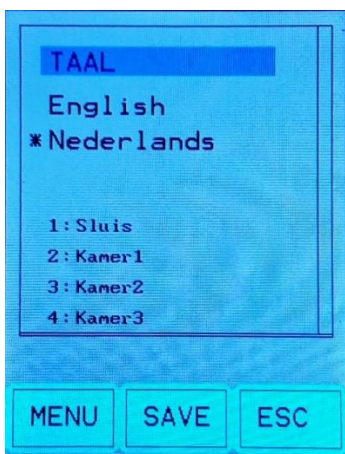 TAAL
English
*Nederlands
1:Sluis
2:Kamer1
3:Kamer2
4:Kamer3
MENU SAVE ESC